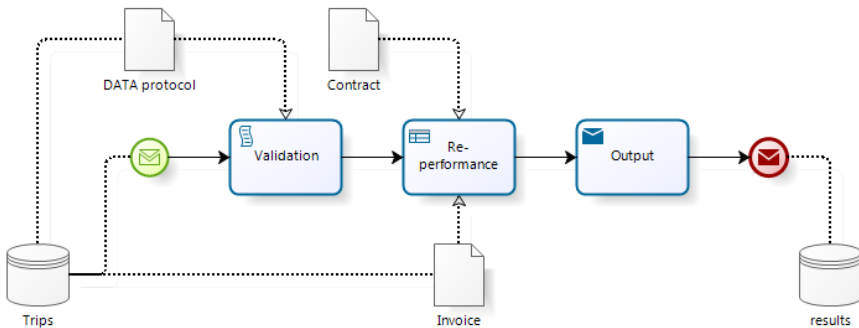 DATA protocol
Contract
Validation
Re-
performance
Output
Trips
Invoice
results